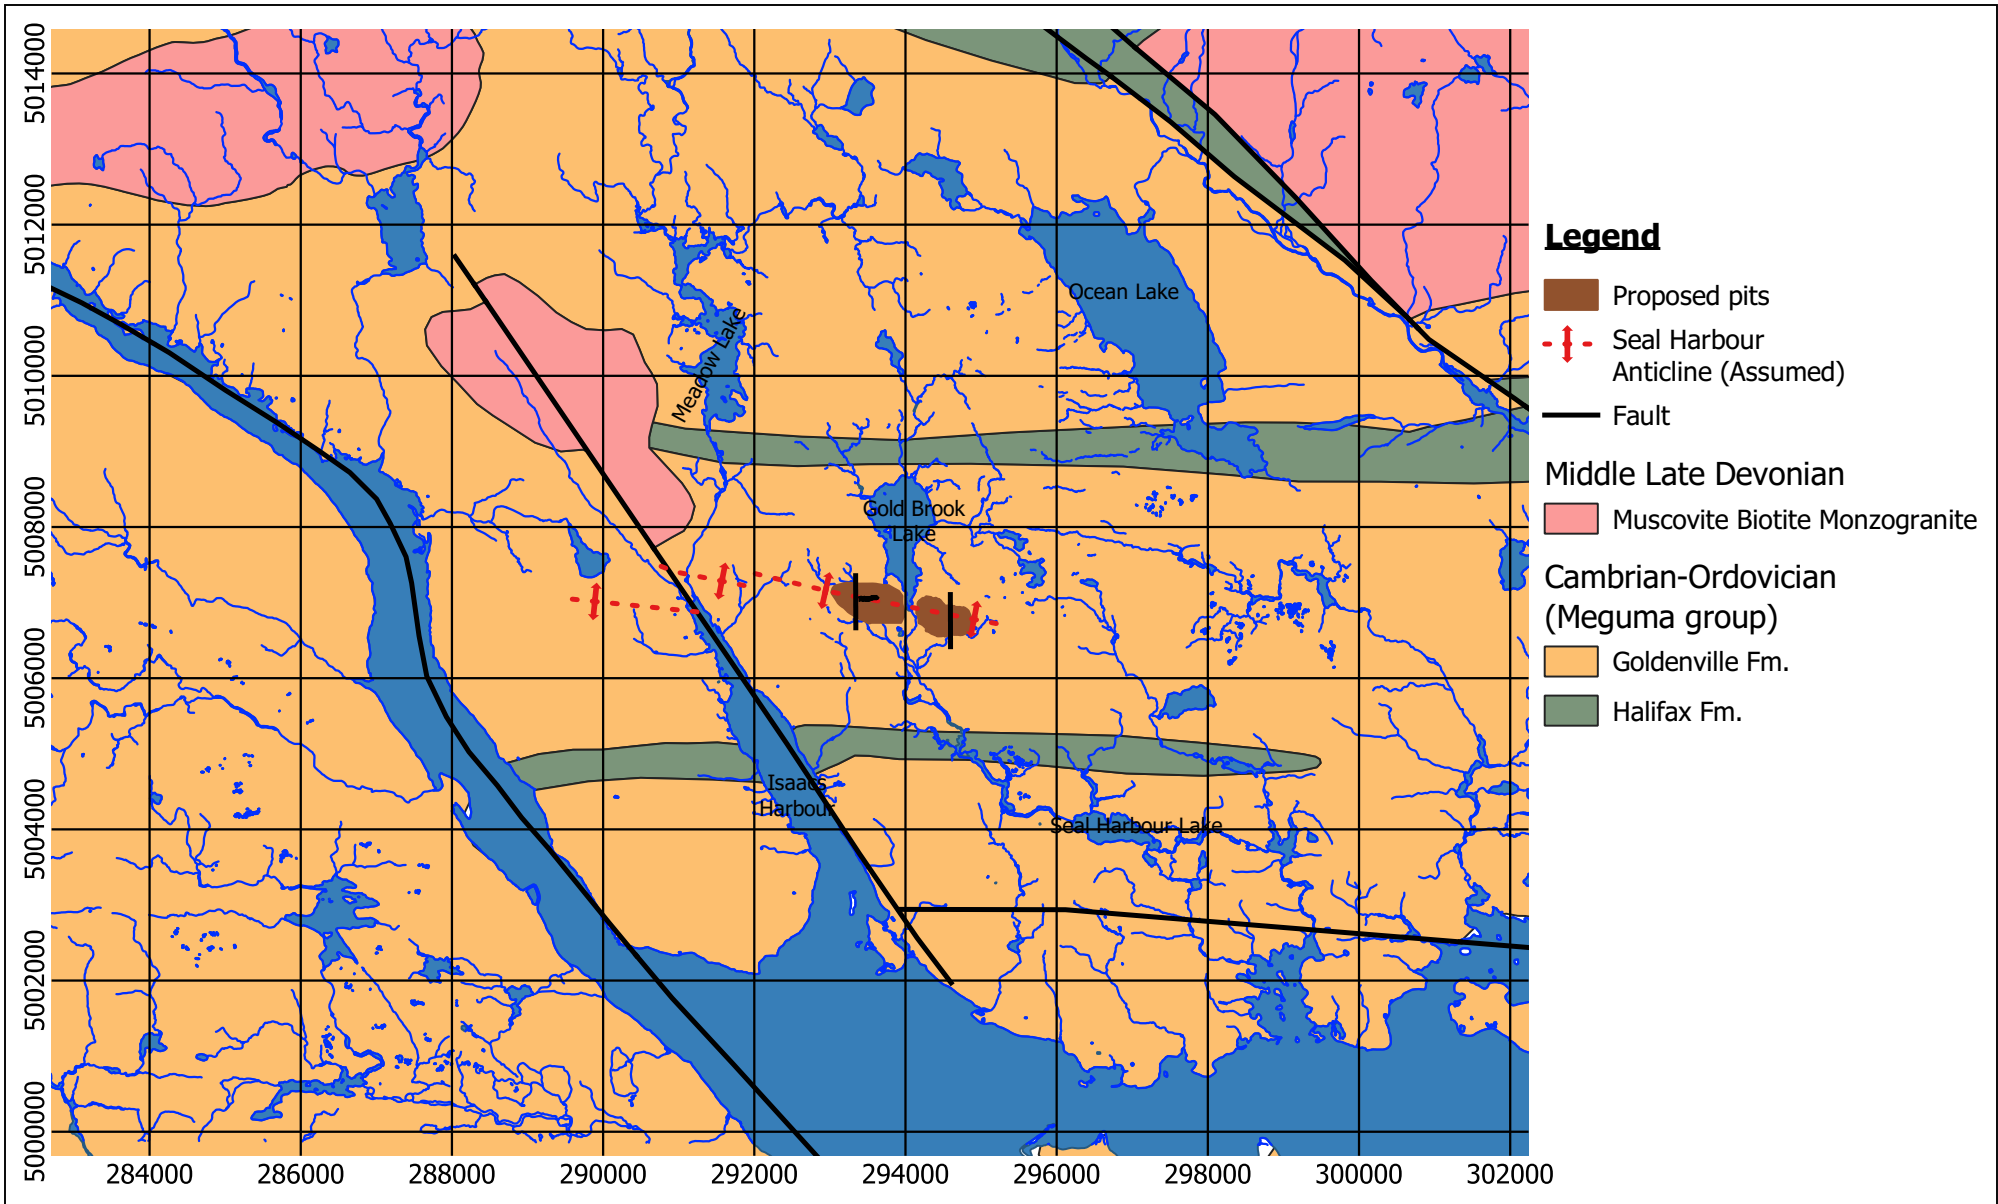 5014000
5012000
5010000
5008000
5006000
5004000
5002000
5000000
284000
286000
288000
290000
292000
294000
296000
298000
300000
302000
Ocean Lake
Meadow Lake
Gold Brook
Lake
Isaacs
Harbour
Seal Harbour Lake
Legend
Proposed pits
Seal Harbour
Anticline (Assumed)
Fault
Middle Late Devonian
Muscovite Biotite Monzogranite
Cambrian-Ordovician
(Meguma group)
Goldenville Fm.
Halifax Fm.